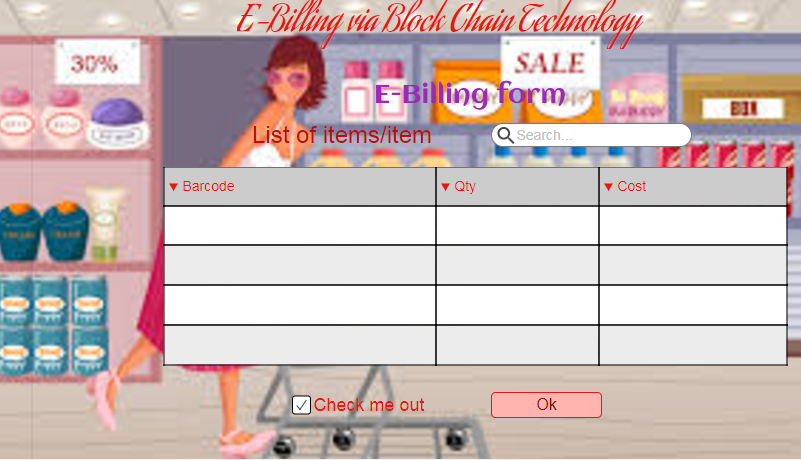 E-Billing via Block Chain Technology
30%
SALE
E-Billing form
BOX
List of items/item
Search...
Barcode Qty Cost
Check me out
Ok